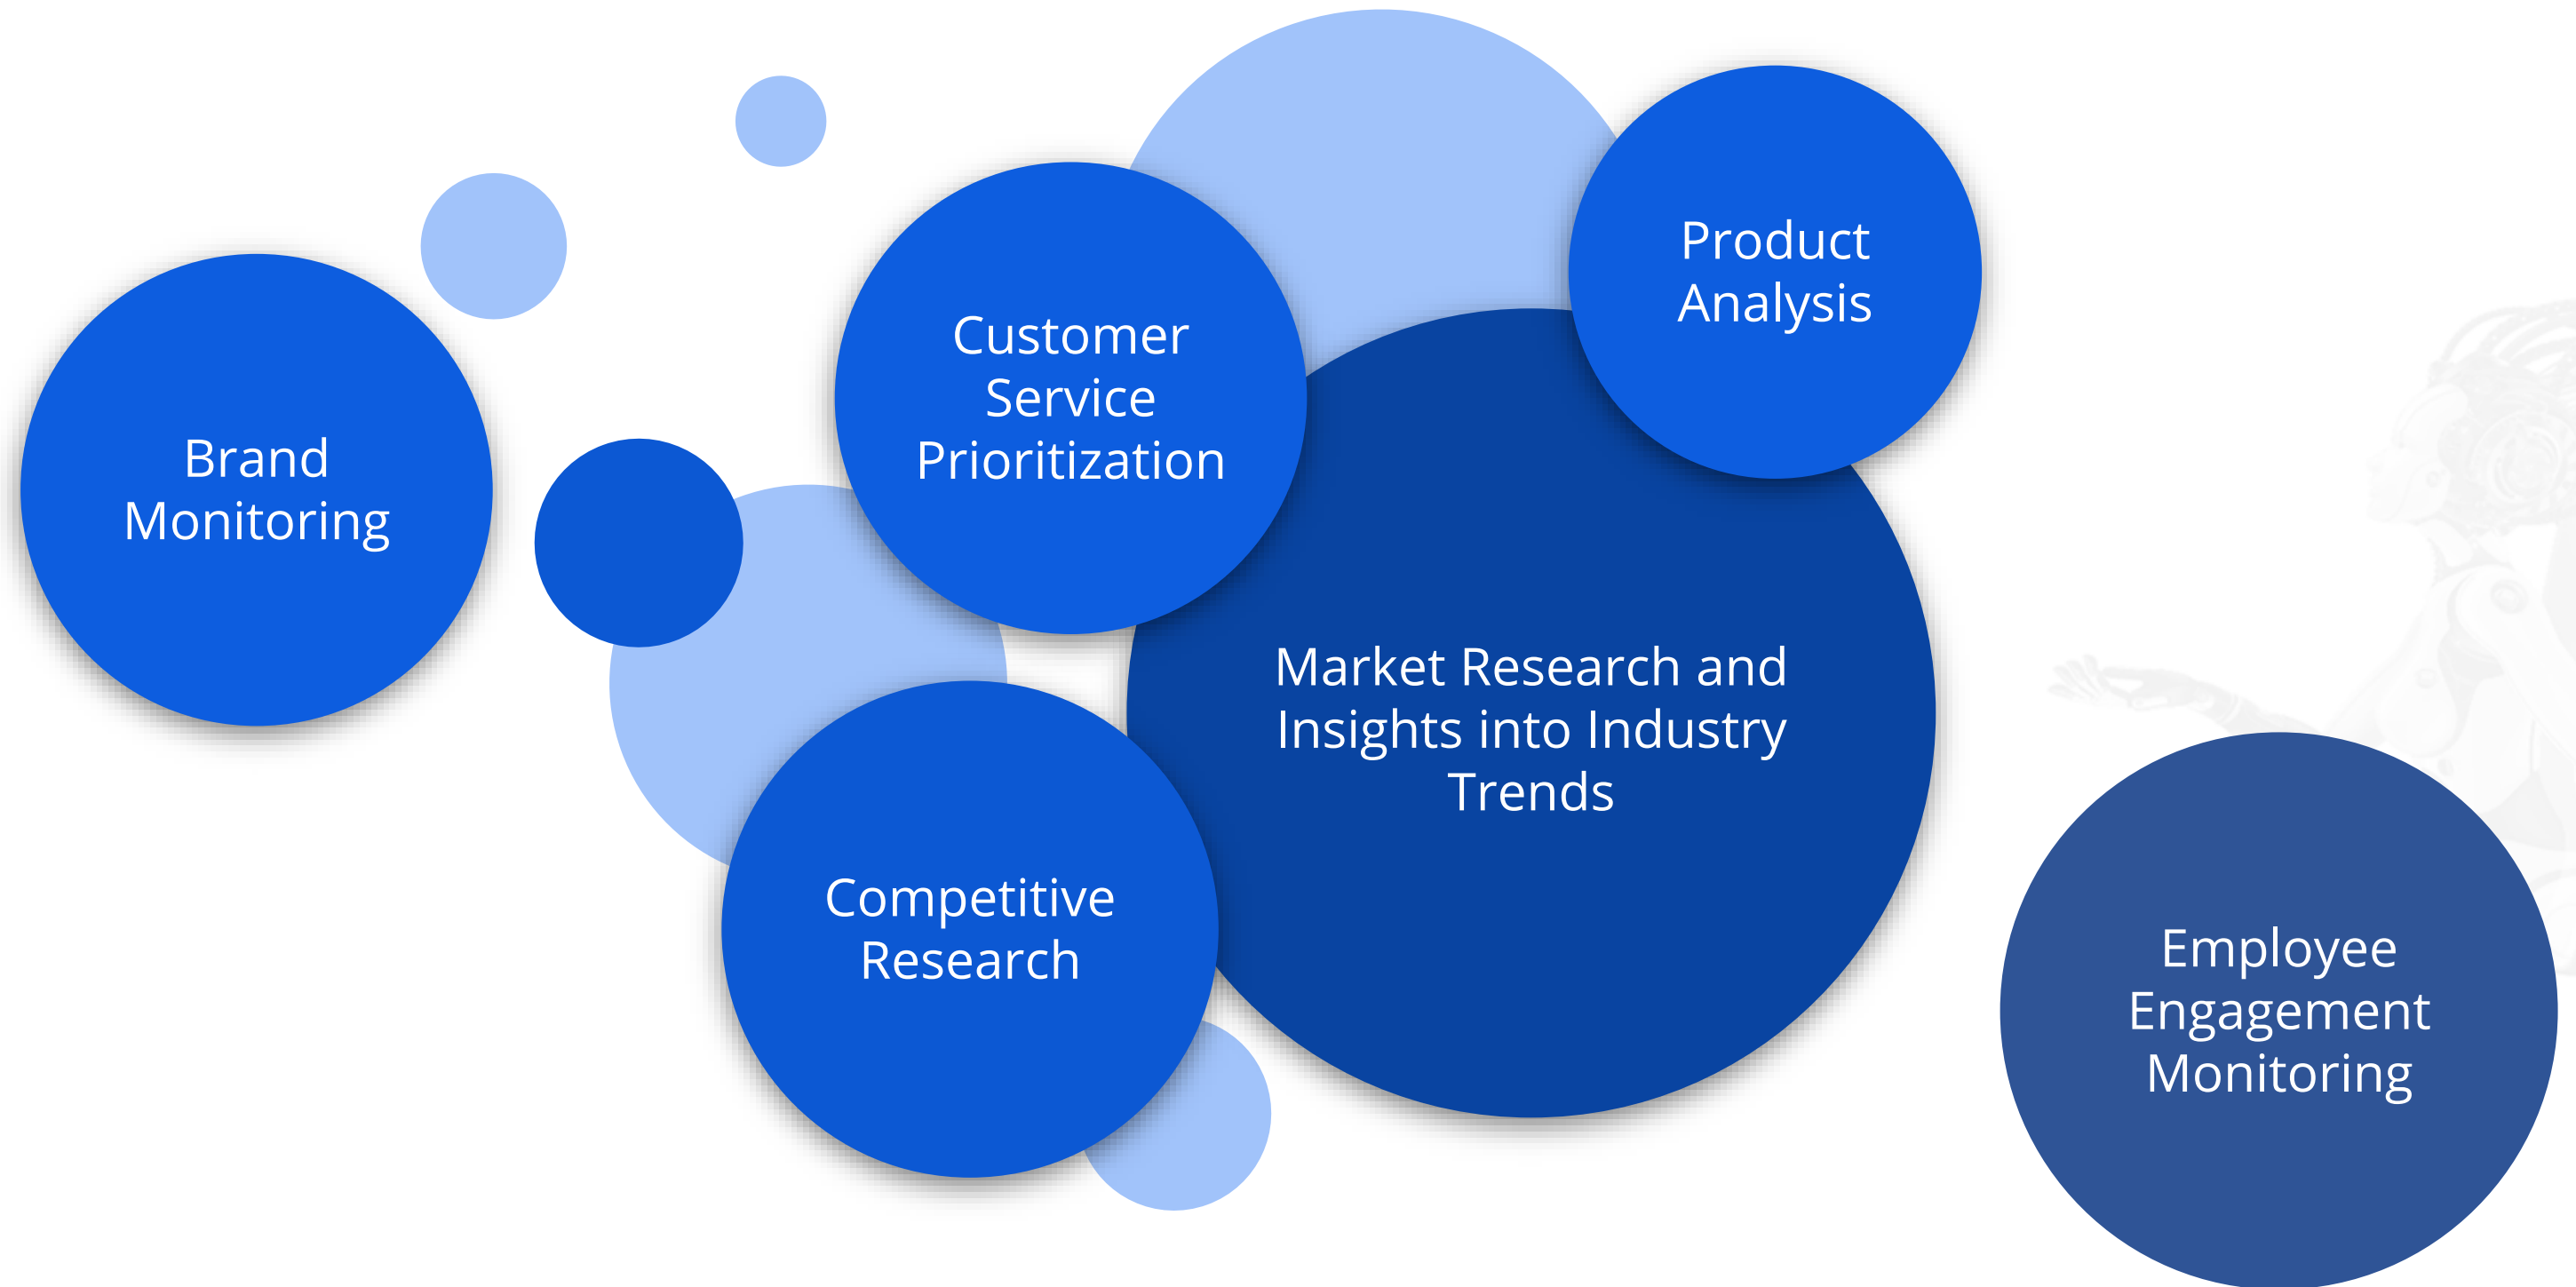 Brand
Monitoring
Customer
Service
Prioritization
Product
Analysis
Competitive
Research
Market Research and
Insights into Industry
Trends
Employee
Engagement
Monitoring